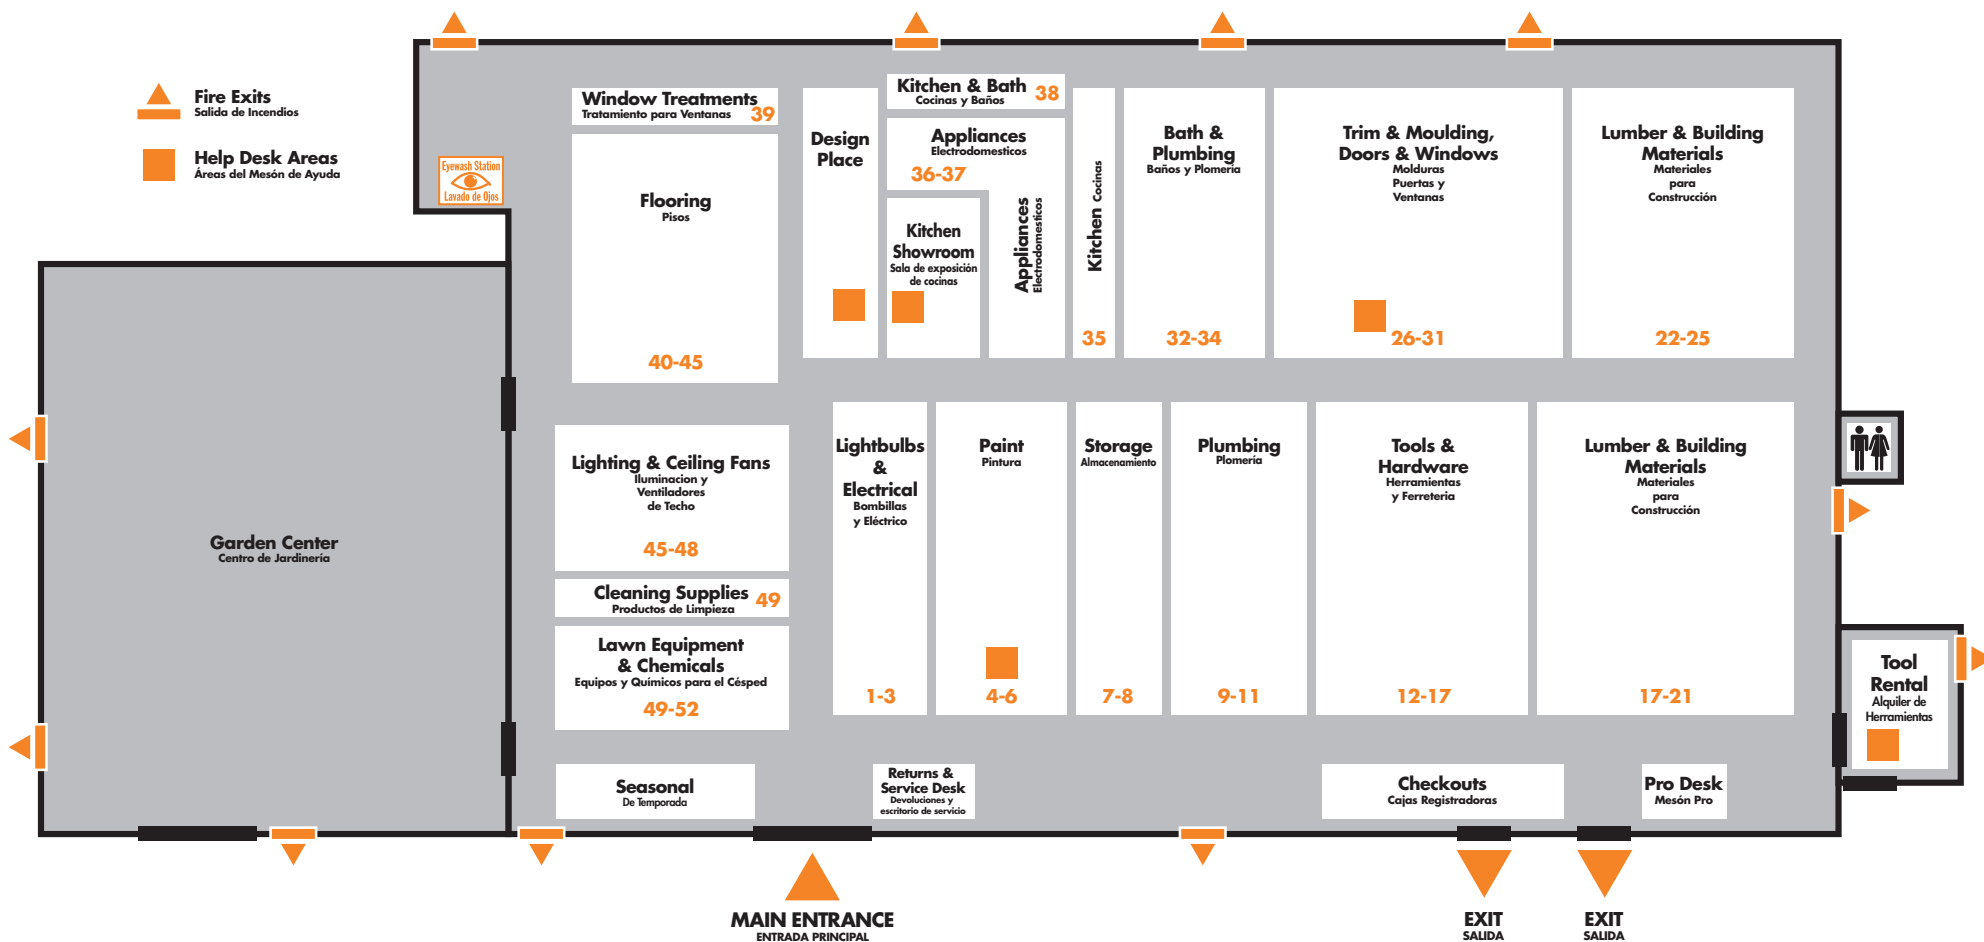 Fire Exits
Salida de Incendios
Help Desk Areas
Áreas del Mesón de Ayuda
Eyewash Station
Lavado de Ojos
Window Treatments
Tratamiento para Ventanas
39
Flooring
Pisos
40-45
Design
Place
Kitchen & Bath
Cocinas y Baños
38
Appliances
Electrodomesticos
36-37
Kitchen
Showroom
Sala de exposición
de cocinas
Appliances
Electrodomesticos
Kitchen Cocinas
35
Bath &
Plumbing
Baños y Plomería
32-34
Trim & Moulding,
Doors & Windows
Molduras
Puertas y
Ventanas
26-31
Lumber & Building
Materials
Materiales
para
Construcción
22-25
Garden Center
Centro de Jardinería
Lighting & Ceiling Fans
Iluminacion y
Ventiladores
de Techo
45-48
Cleaning Supplies
Productos de Limpieza
49
Lawn Equipment
& Chemicals
Equipos y Químicos para el Césped
49-52
Lightbulbs
&
Electrical
Bombillas
y Eléctrico
1-3
Paint
Pintura
4-6
Storage
Almacenamiento
7-8
Plumbing
Plomería
9-11
Tools &
Hardware
Herramientas
y Ferreteria
12-17
Lumber & Building
Materials
Materiales
para
Construcción
17-21
Tool
Rental
Alquiler de
Herramientas
Seasonal
De Temporada
Returns &
Service Desk
Devoluciones y
escritorio de servicio
Checkouts
Cajas Registradoras
Pro Desk
Mesón Pro
MAIN ENTRANCE
ENTRADA PRINCIPAL
EXIT
SALIDA
EXIT
SALIDA